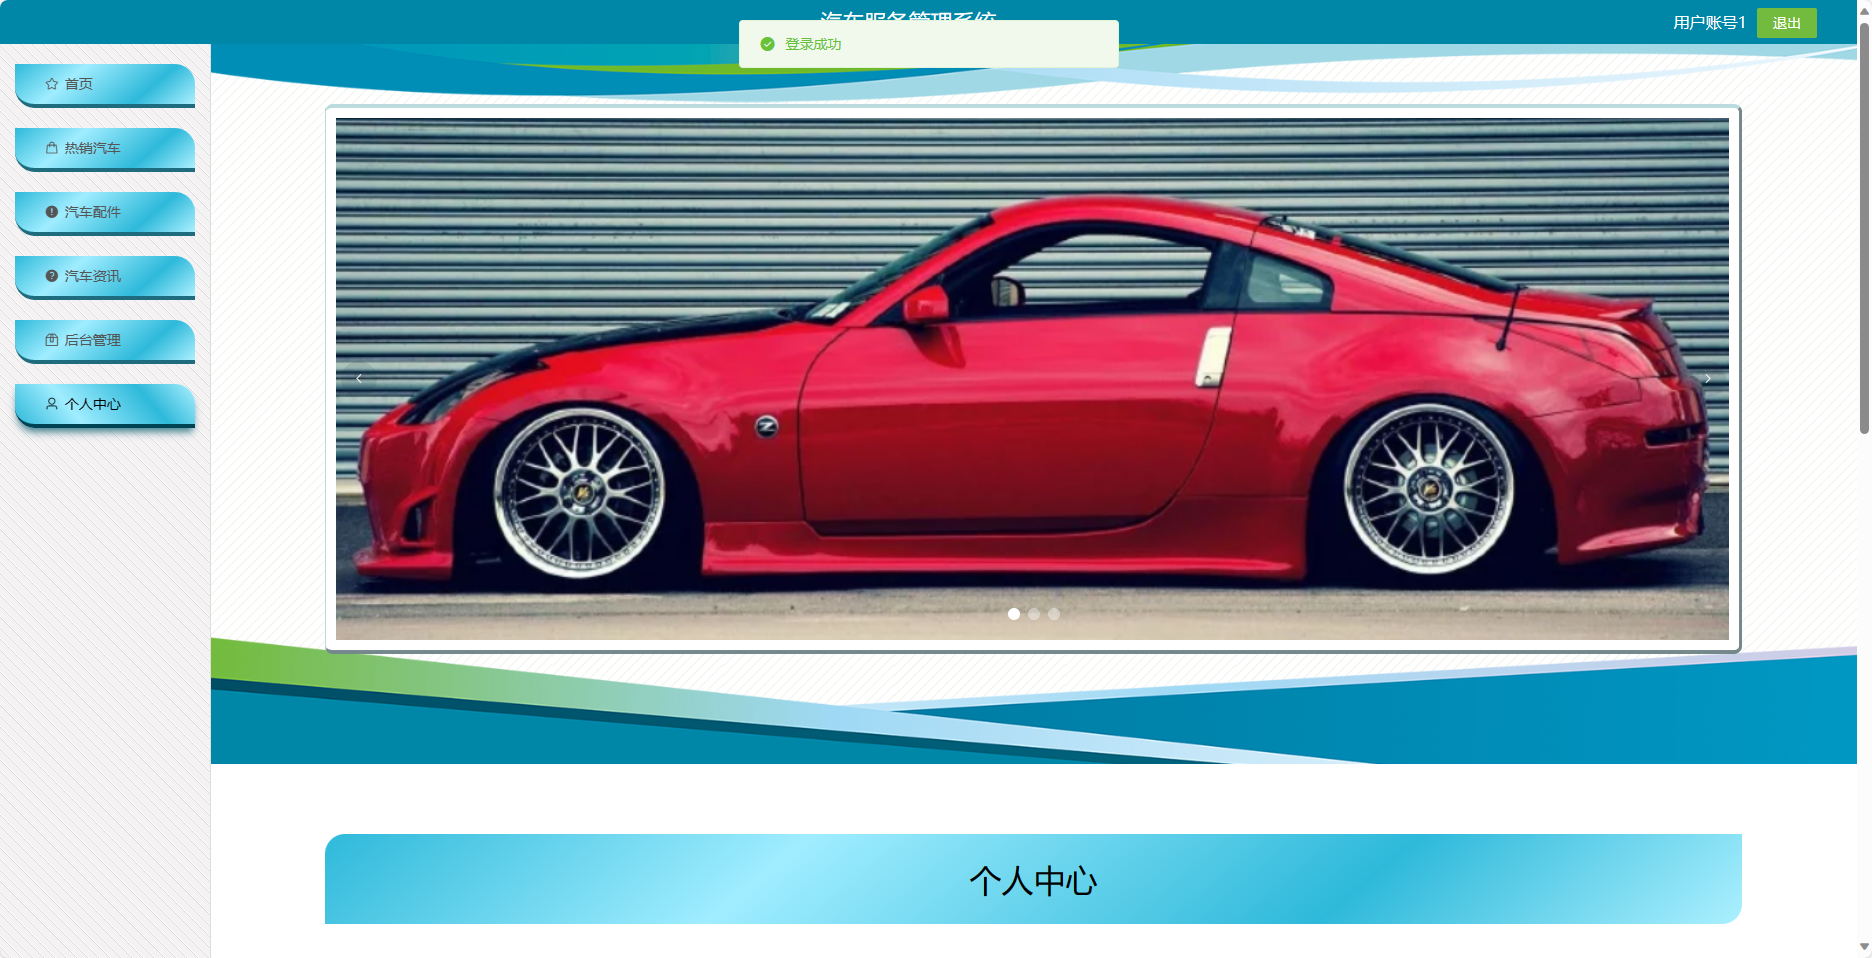 汽车服务管理系统
用户账号1
退出
登录成功
首页
热销汽车
汽车配件
汽车资讯
后台管理
个人中心
Z
个人中心